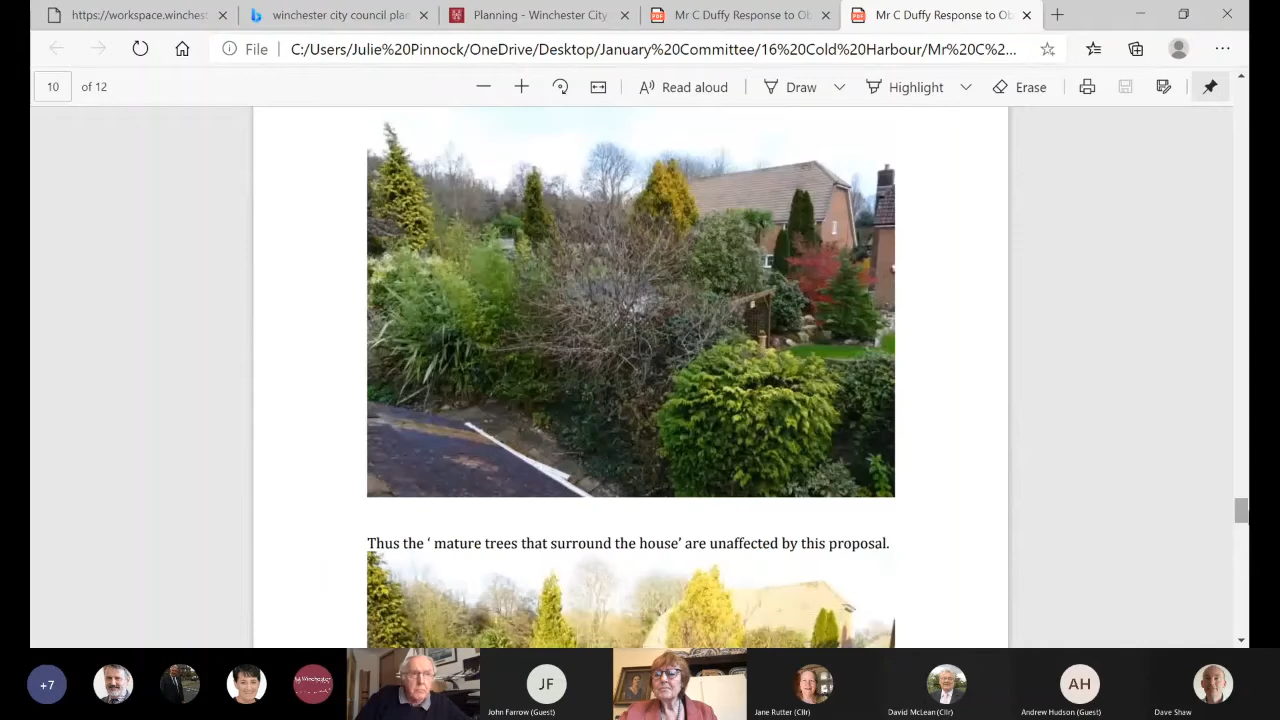 https://workspace.winchest
winchester city council plan
Planning - Winchester City
Mr C Duffy Response to Ob
Mr C Duffy Response to Ob
File
C:/Users/Julie%20Pinnock/OneDrive/Desktop/January%20Committee/16%20Cold%20Harbour/Mr%20C%2...
10 of 12
Read aloud
Draw
Highlight
Erase
Thus the ‘ mature trees that surround the house’ are unaffected by this proposal.
+7
Winchester
JF
AH
John Farrow (Guest)
Jane Rutter (Cllr)
David McLean(Cllr)
Andrew Hudson (Guest)
Dave Shaw